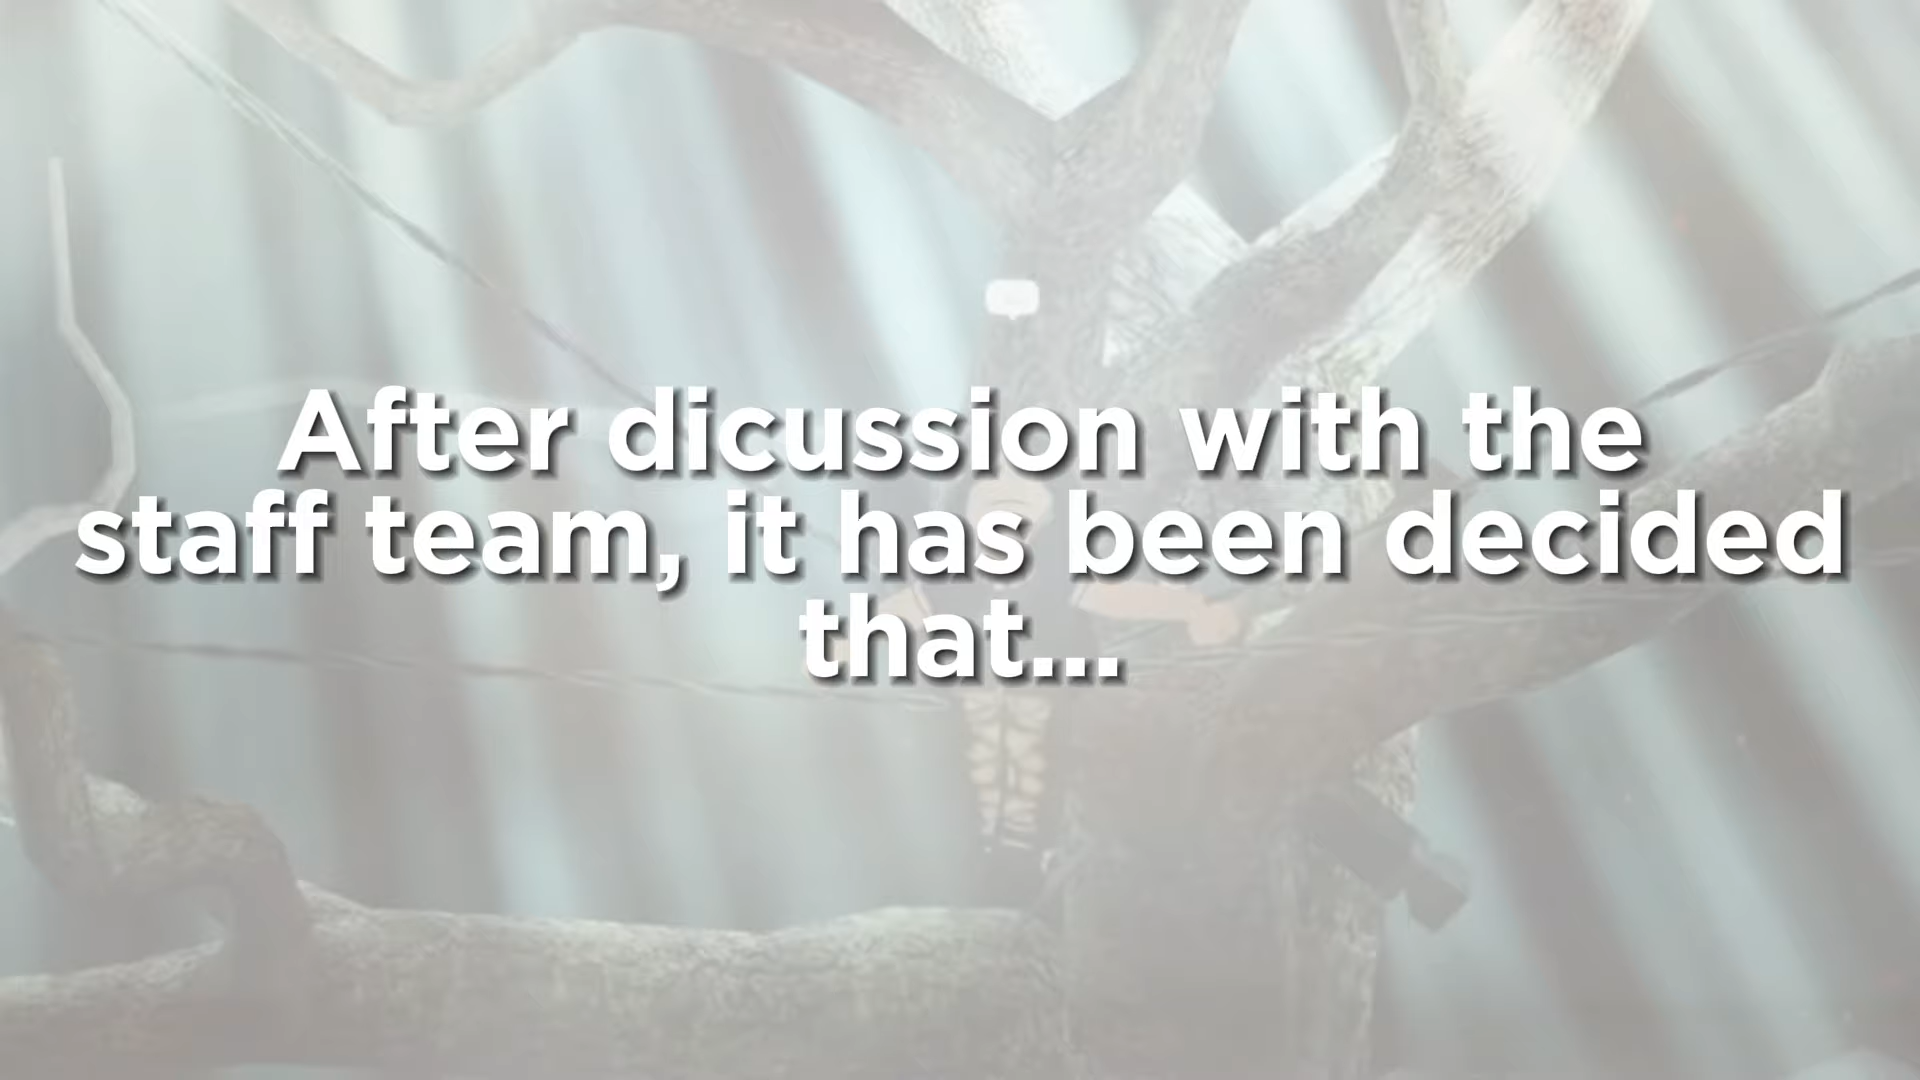 After dicussion with the
staff team, it has been decided
that...